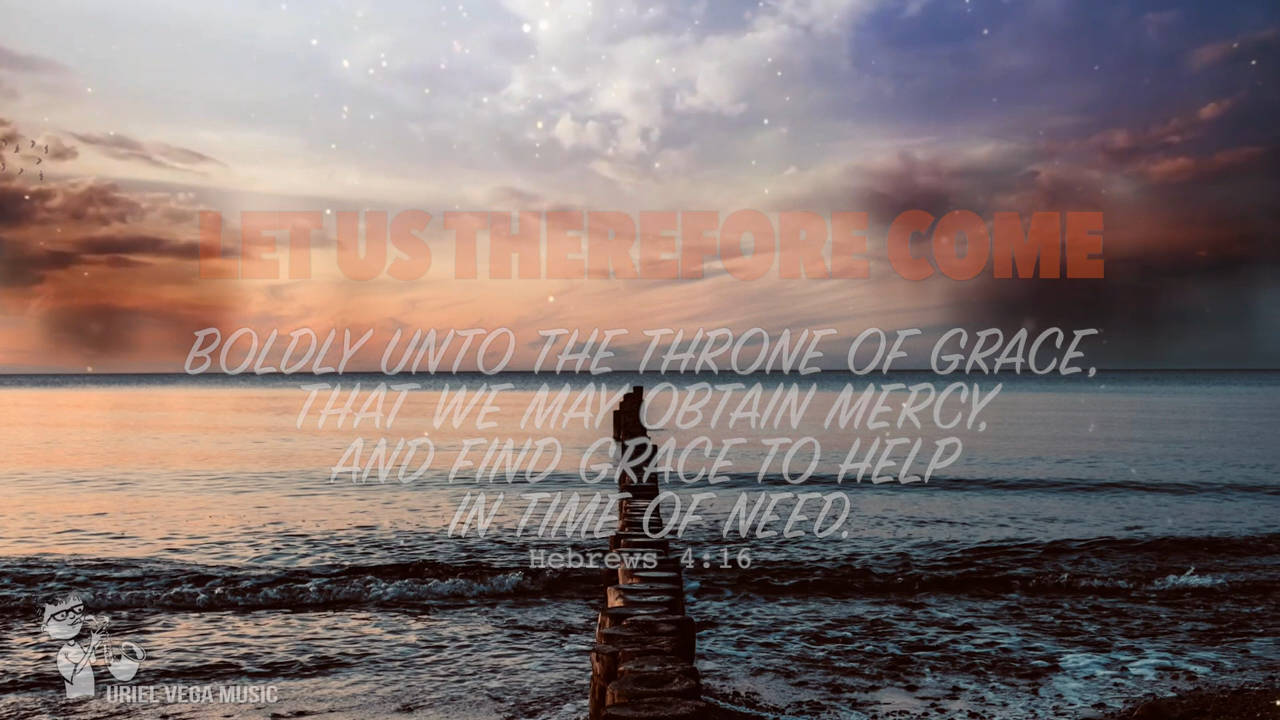 LET US THEREFORE COME
BOLDLY UNTO THE THRONE OF GRACE,
THAT WE MAY OBTAIN MERCY,
AND FIND GRACE TO HELP
IN TIME OF NEED.
Hebrews 4:16
URIEL VEGA MUSIC